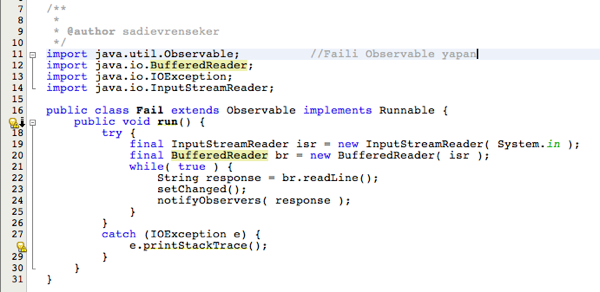 7 /**
8 *
9 * @author sadievrenseker
10 */
11 import java.util.Observable; //Faili Observable yapan
12 import java.io.BufferedReader;
13 import java.io.IOException;
14 import java.io.InputStreamReader;
15
16 public class Fail extends Observable implements Runnable {
public void run() {
18 try {
19 final InputStreamReader isr = new InputStreamReader( System.in );
20 final BufferedReader br = new BufferedReader( isr );
21 while( true ) {
22 String response = br.readLine();
23 setChanged();
24 notifyObservers( response );
25 }
26 }
27 catch (IOException e) {
e.printStackTrace();
29 }
30 }
31 }